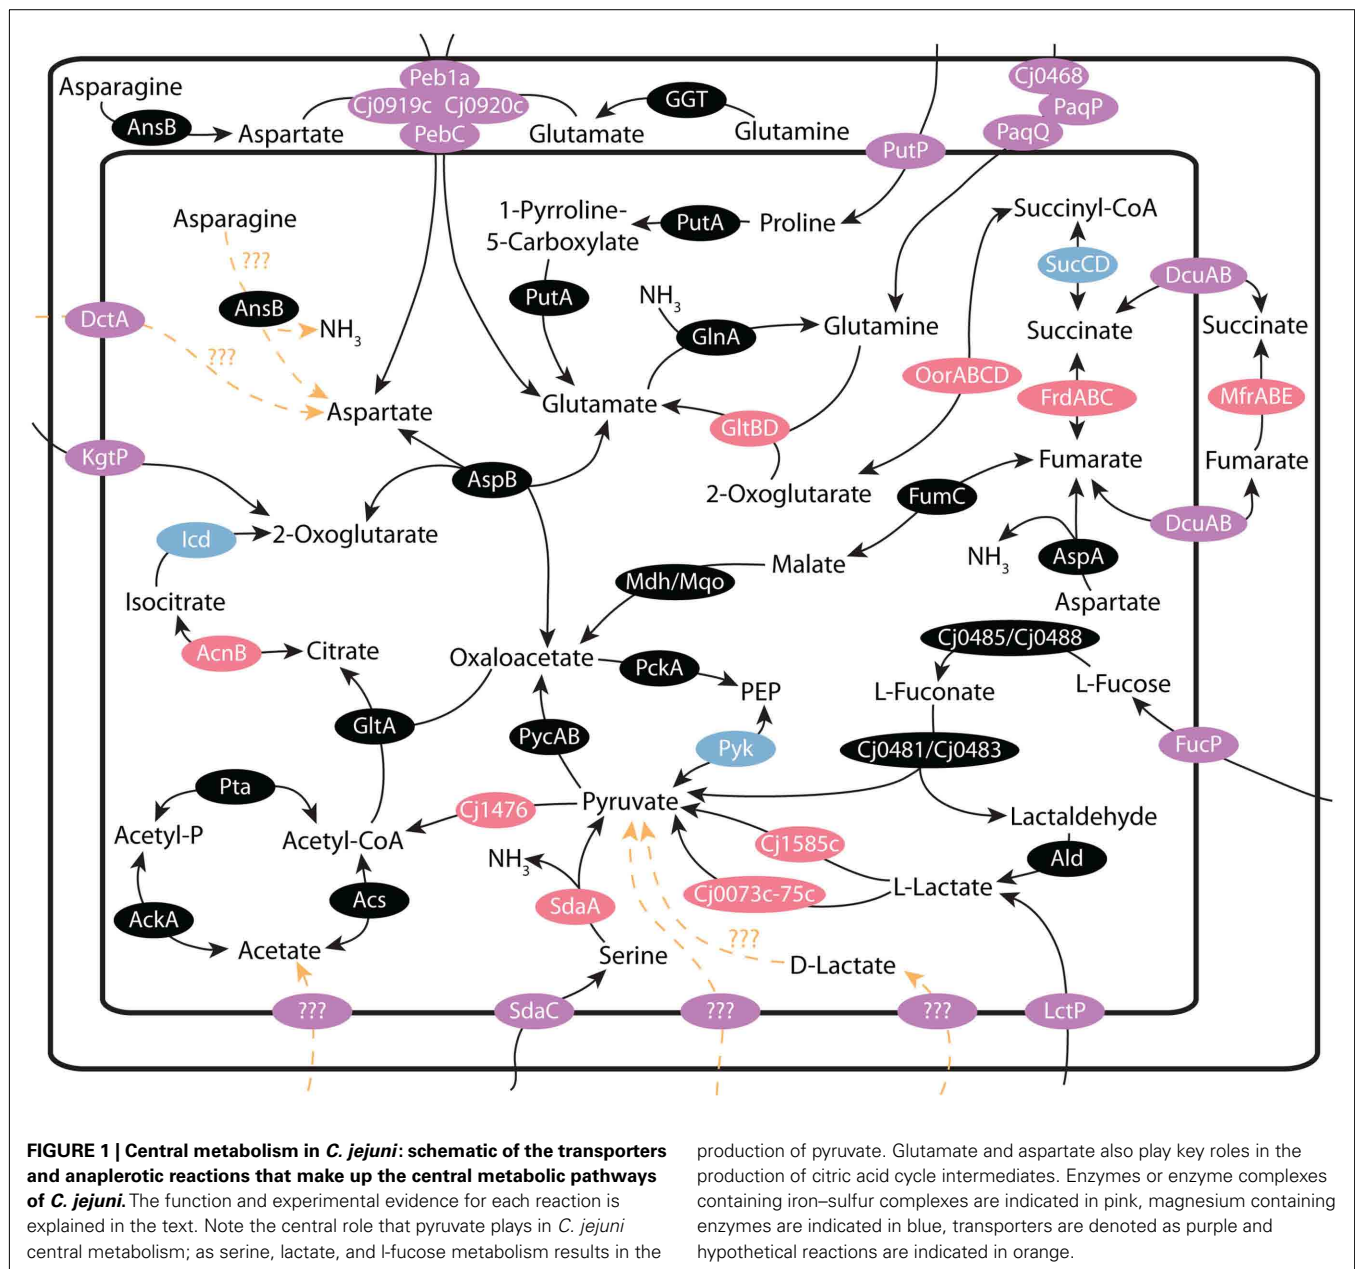 Asparagine
AnsB
Aspartate
Peb1a
Cj0919c Cj0920c
PebC
Glutamate
GGT
Glutamine
PutP
Cj0468
PaqP
PaqQ
Asparagine
???
AnsB
NH3
DctA
???
Aspartate
1-Pyrroline-
5-Carboxylate
PutA
Proline
PutA
NH3
GlnA
Glutamine
Glutamate
GltBD
2-Oxoglutarate
OorABCD
Succinyl-CoA
SucCD
Succinate
FrdABC
Fumarate
DcuAB
Succinate
MfrABE
Fumarate
DcuAB
KgtP
AspB
2-Oxoglutarate
Icd
Isocitrate
AcnB
Citrate
FumC
Malate
Mdh/Mqo
NH3
AspA
Aspartate
Oxaloacetate
PckA
PEP
GltA
PycAB
Pyk
Cj0485/Cj0488
L-Fuconate
L-Fucose
FucP
Cj0481/Cj0483
Pta
Acetyl-P
Acetyl-CoA
Cj1476
Pyruvate
Lactaldehyde
Ald
Cj1585c
L-Lactate
Cj0073c-75c
NH3
SdaA
Serine
AckA
Acs
Acetate
???
D-Lactate
???
SdaC
???
???
LctP
FIGURE 1 | Central metabolism in C. jejuni: schematic of the transporters
and anaplerotic reactions that make up the central metabolic pathways
of C. jejuni. The function and experimental evidence for each reaction is
explained in the text. Note the central role that pyruvate plays in C. jejuni
central metabolism; as serine, lactate, and l-fucose metabolism results in the
production of pyruvate. Glutamate and aspartate also play key roles in the
production of citric acid cycle intermediates. Enzymes or enzyme complexes
containing iron–sulfur complexes are indicated in pink, magnesium containing
enzymes are indicated in blue, transporters are denoted as purple and
hypothetical reactions are indicated in orange.